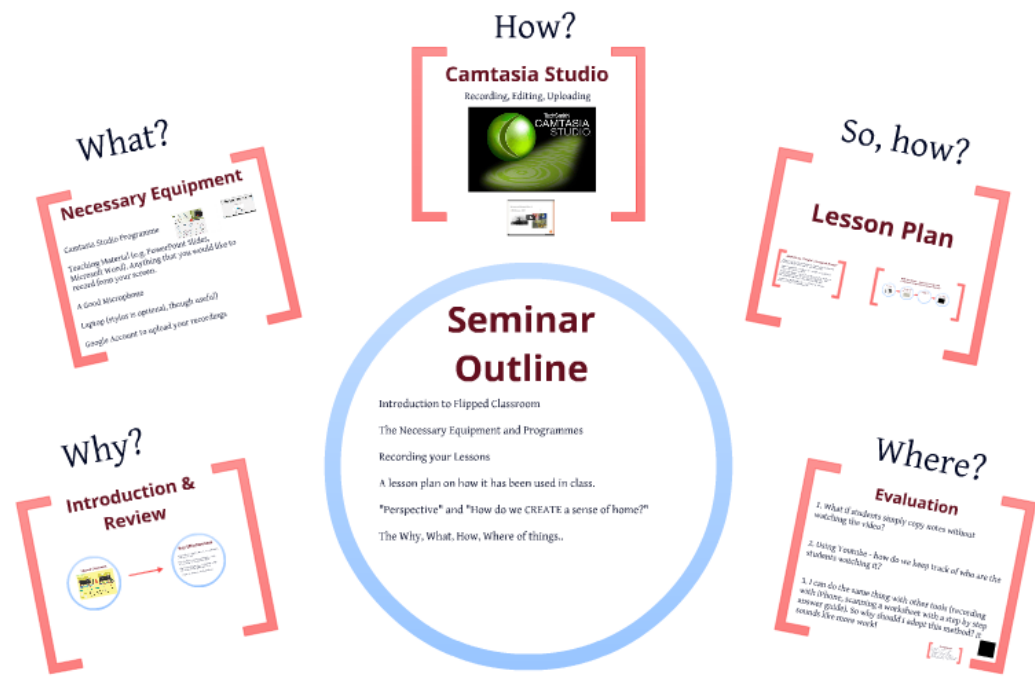 How?
Camtasia Studio
Recording, Editing, Uploading
TechSmith
CAMTASIA
STUDIO
What?
Necessary Equipment
Camtasia Studio Programme
Teaching Material (e.g. PowerPoint Slides,
Microsoft Word). Anything that you would like to
record from your screen.
A Good Microphone
Laptop (stylus is optional, though useful)
Google Account to upload your recordings
So, how?
Lesson Plan
Seminar
Outline
Introduction to Flipped Classroom
The Necessary Equipment and Programmes
Recording your Lessons
A lesson plan on how it has been used in class.
"Perspective" and "How do we CREATE a sense of home?"
The Why, What, How, Where of things..
Why?
Introduction &
Review
Where?
Evaluation
1. What if students simply copy notes without
watching the video?
2. Using Youtube - how do we keep track of who are the
students watching it?
3. I can do the same thing with other tools (recording
with iPhone, scanning a worksheet with a step by step
answer guide). So why should I adopt this method? It
sounds like more work!